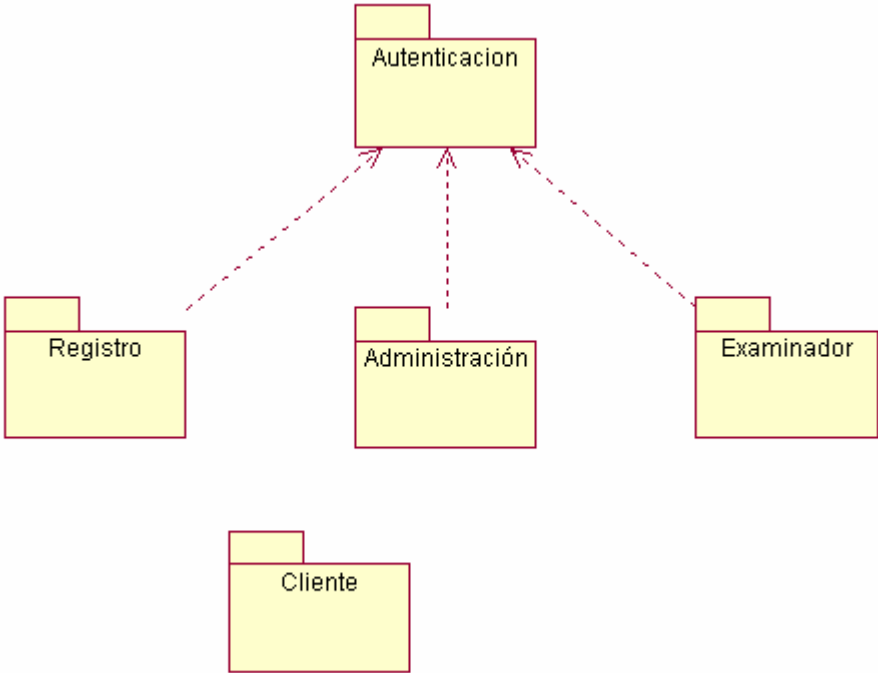 Autenticacion
Registro
Administración
Examinador
Cliente